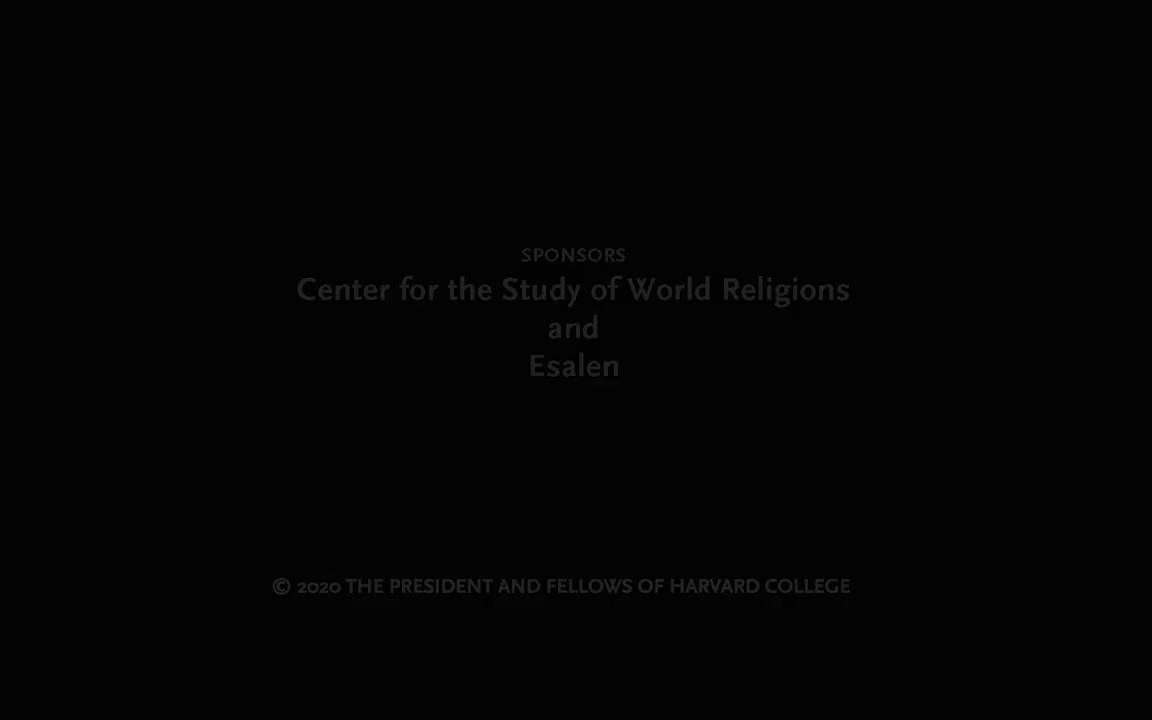 SPONSORS
Center for the Study of World Religions
and
Esalen
© 2020 THE PRESIDENT AND FELLOWS OF HARVARD COLLEGE